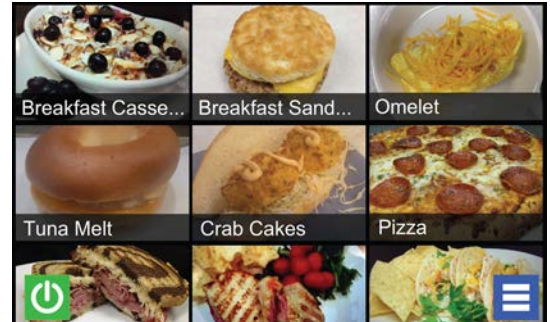 Breakfast Casse...
Breakfast Sand...
Omelet
Tuna Melt
Crab Cakes
Pizza